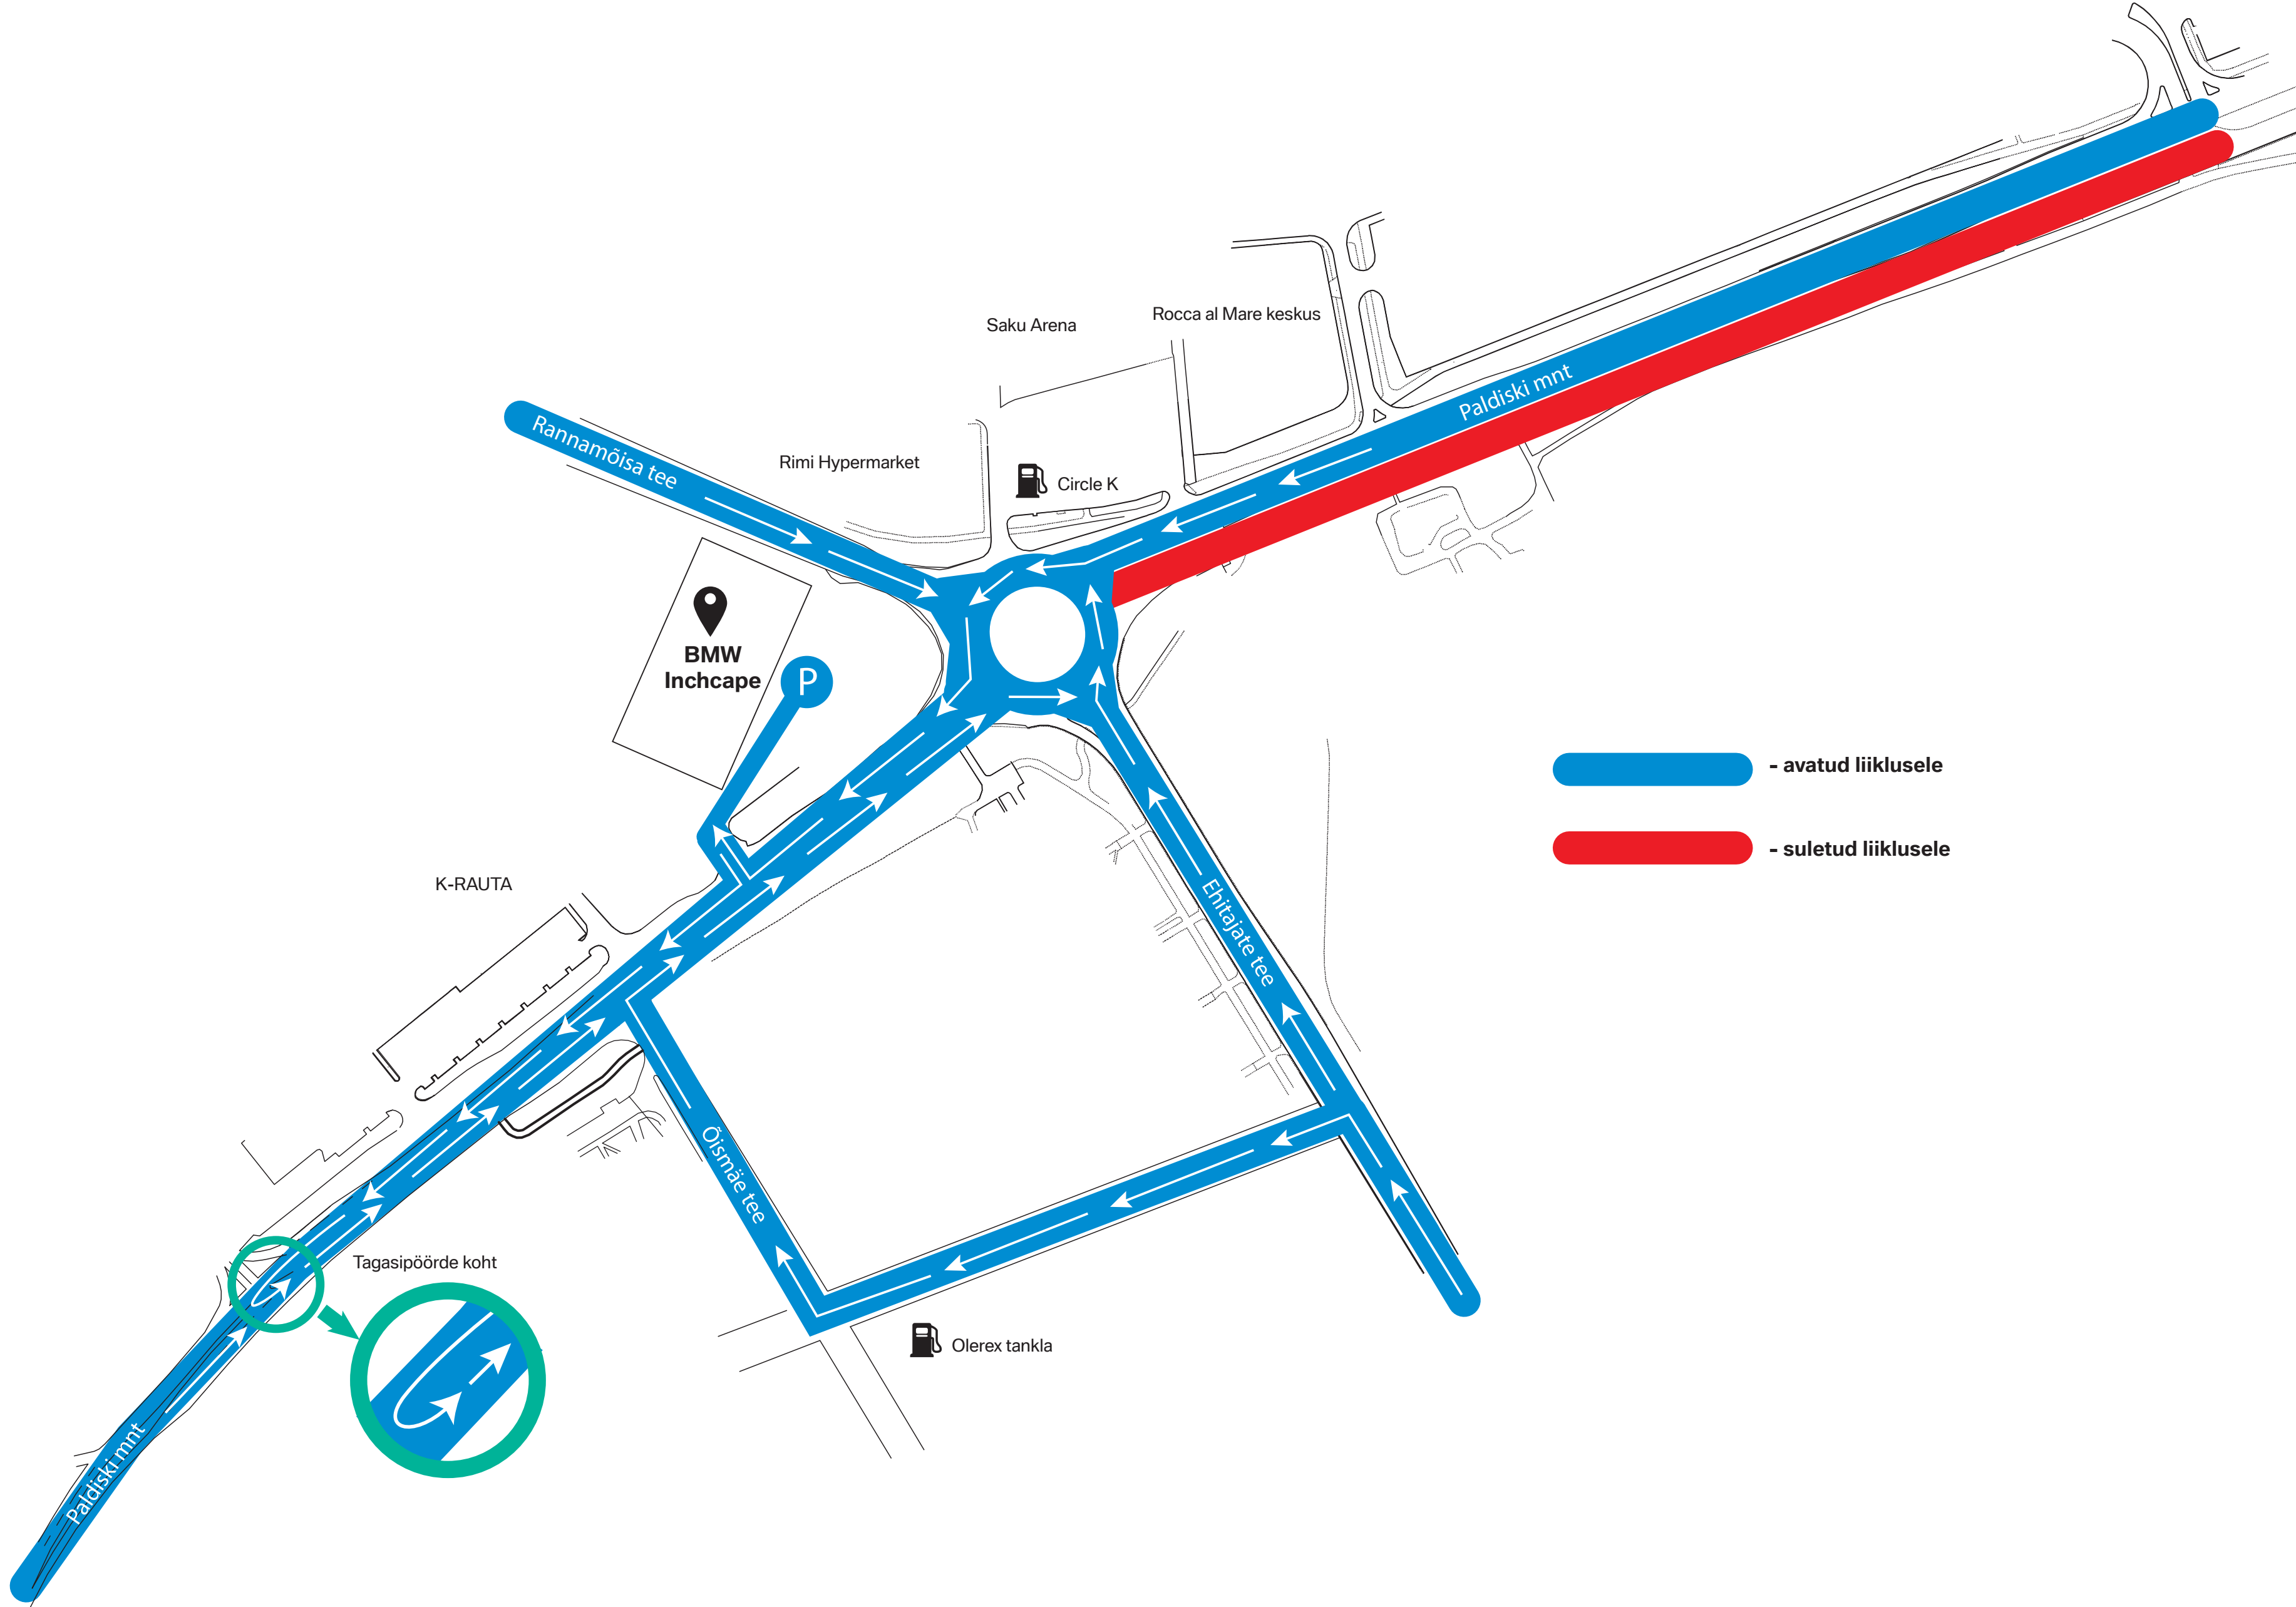 Saku Arena
Rocca al Mare keskus
Paldiski mnt
Rannamõisa tee
Rimi Hypermarket
Circle K
BMW
Inchcape
P
- avatud liiklusele
- suletud liiklusele
K-RAUTA
Ehitajate tee
Õismäe tee
Tagasipöörde koht
Olerex tankla
Paldiski mnt